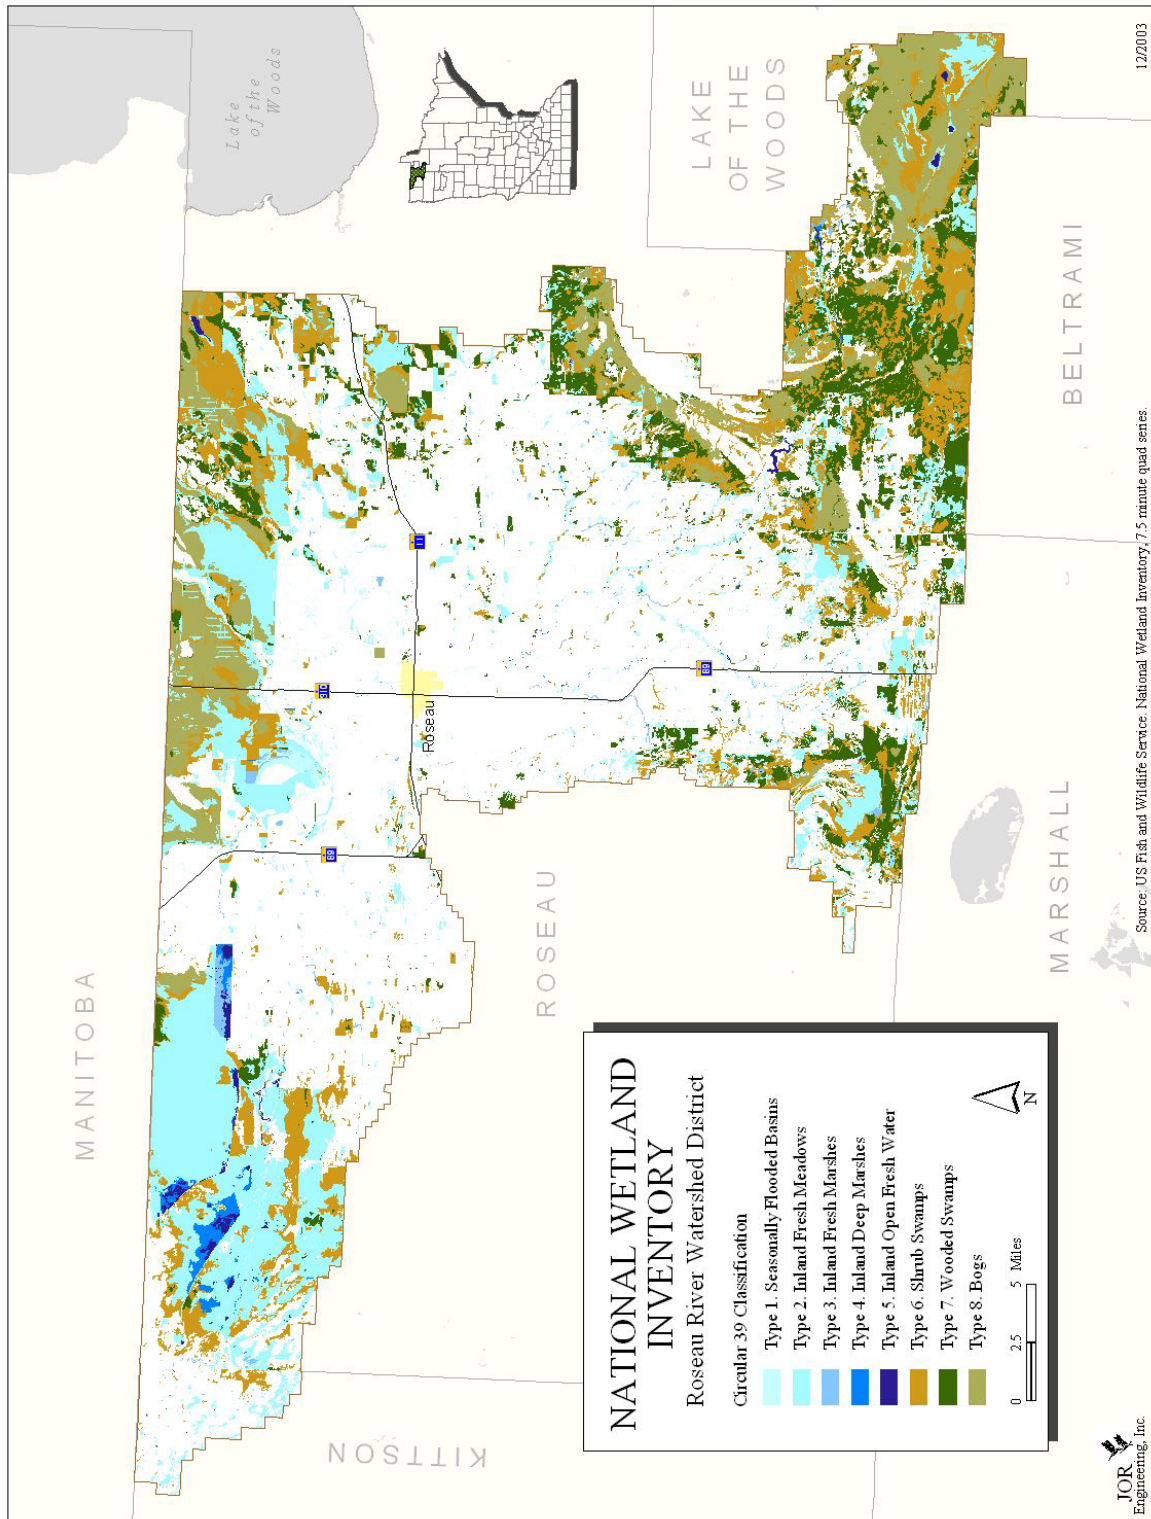 Lake
of the
Woods
LAKE
OF THE
WOODS
MANITOBA
310
89
11
Roseau
89
ROSEAU
BELTRAMI
MARSHALL
KITTSON
NATIONAL WETLAND
INVENTORY
Roseau River Watershed District
Circular 39 Classification
Type 1. Seasonally Flooded Basins
Type 2. Inland Fresh Meadows
Type 3. Inland Fresh Marshes
Type 4. Inland Deep Marshes
Type 5. Inland Open Fresh Water
Type 6. Shrub Swamps
Type 7. Wooded Swamps
Type 8. Bogs
0 2.5 5 Miles
N
JOR
Engineering, Inc.
Source: US Fish and Wildlife Service. National Wetland Inventory, 7.5 minute quad series.
12/2003